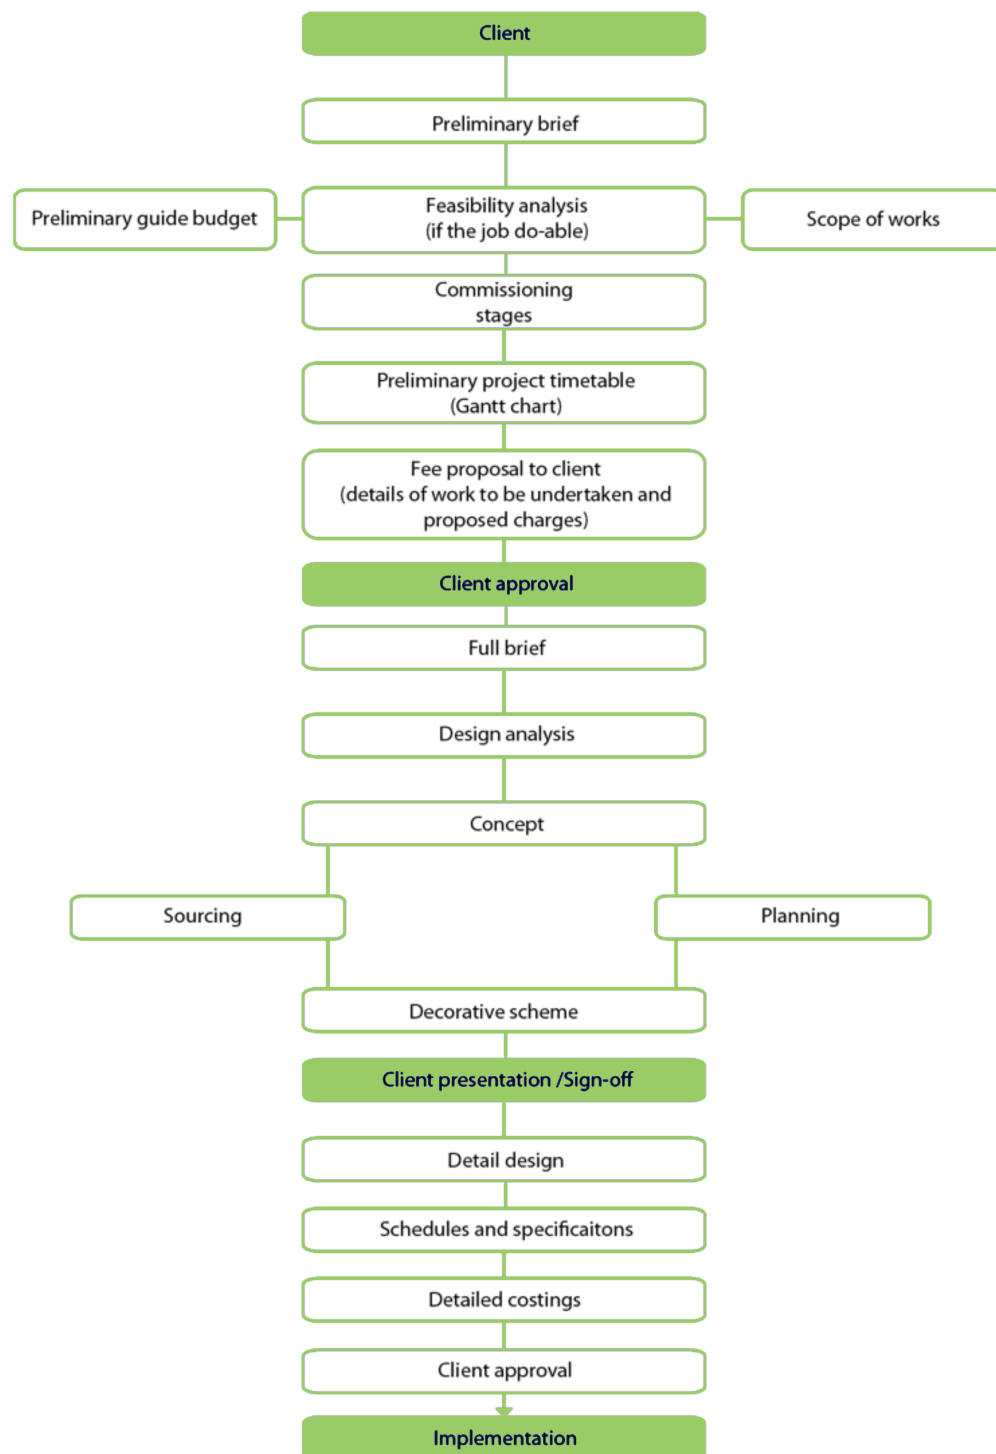 Client
Preliminary brief
Preliminary guide budget
Feasibility analysis
(if the job do-able)
Scope of works
Commissioning
stages
Preliminary project timetable
(Gantt chart)
Fee proposal to client
(details of work to be undertaken and
proposed charges)
Client approval
Full brief
Design analysis
Concept
Sourcing
Planning
Decorative scheme
Client presentation /Sign-off
Detail design
Schedules and specificaitons
Detailed costings
Client approval
Implementation